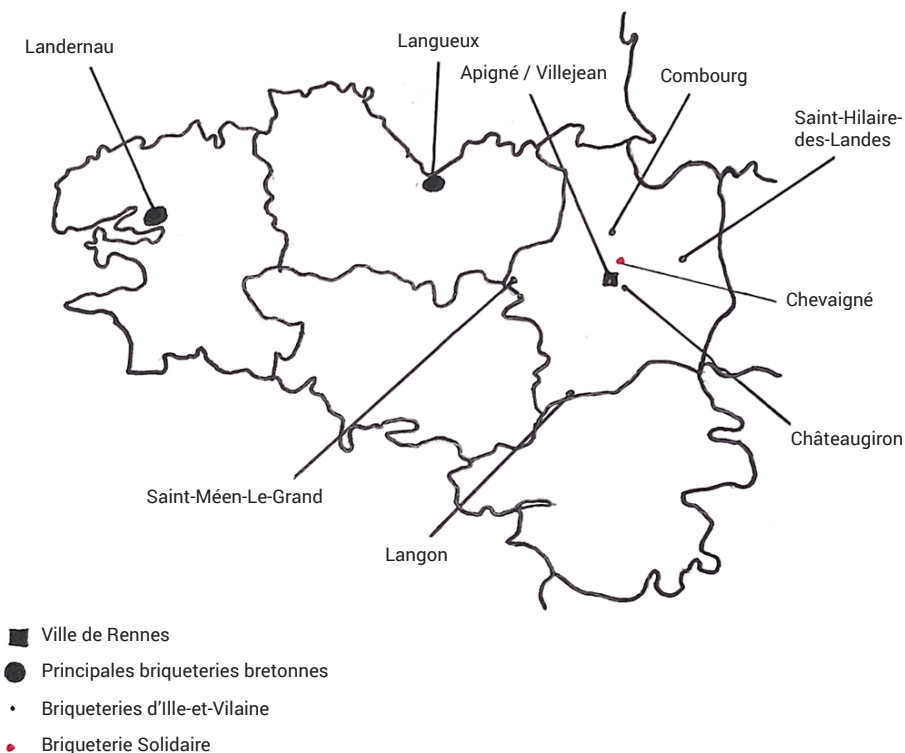 Landernau
Langueux
Apigné / Villejean
Combourg
Saint-Hilaire-
des-Landes
Chevaigné
Châteaugiron
Saint-Méen-Le-Grand
Langon
Ville de Rennes
Principales briqueteries bretonnes
Briqueteries d'Ille-et-Vilaine
Briqueterie Solidaire